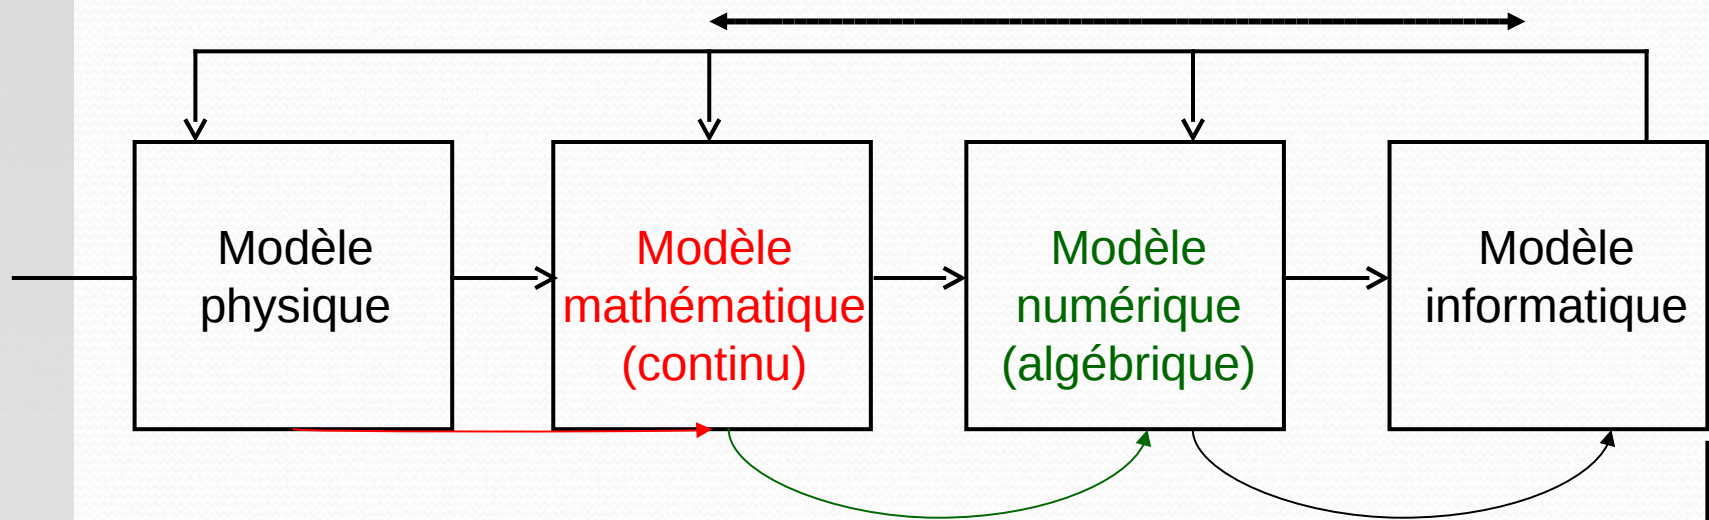 Modèle
physique
Modèle
mathématique
(continu)
Modèle
numérique
(algébrique)
Modèle
informatique